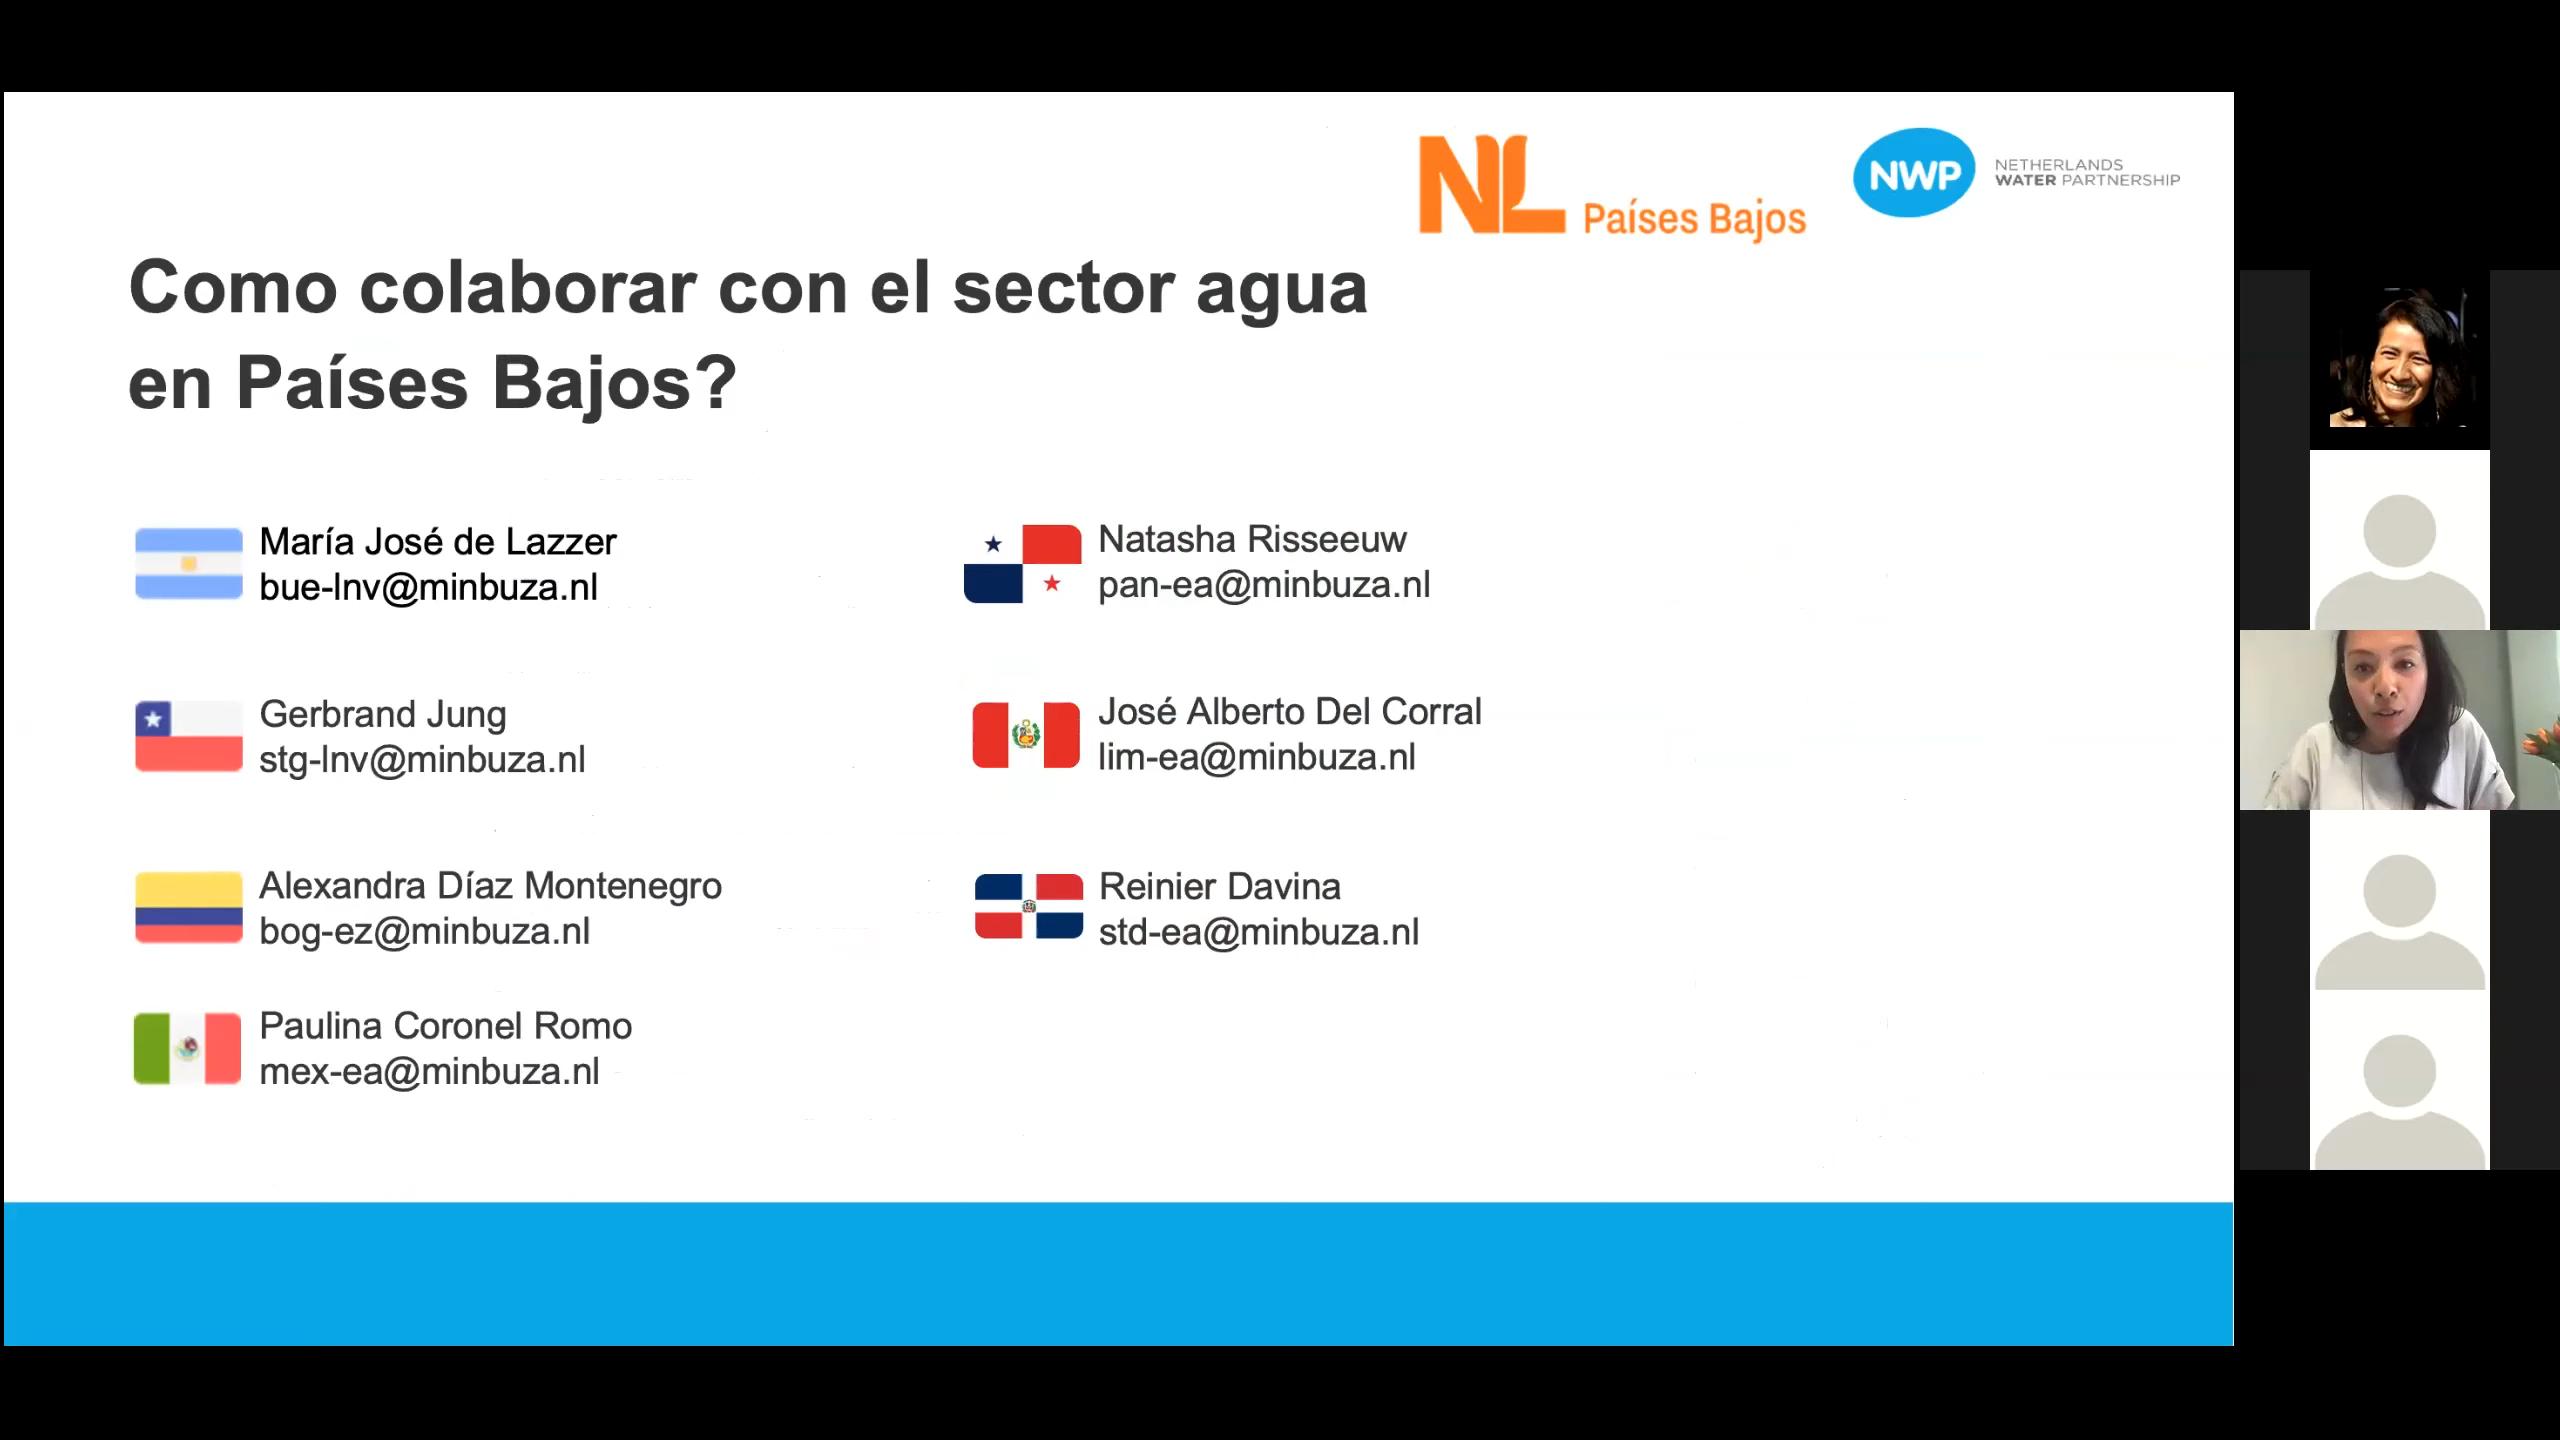 NL Países Bajos
NWP
NETHERLANDS
WATER PARTNERSHIP
Como colaborar con el sector agua
en Países Bajos?
María José de Lazzer
bue-lnv@minbuza.nl
Gerbrand Jung
stg-lnv@minbuza.nl
Alexandra Díaz Montenegro
bog-ez@minbuza.nl
Paulina Coronel Romo
mex-ea@minbuza.nl
Natasha Risseeuw
pan-ea@minbuza.nl
José Alberto Del Corral
lim-ea@minbuza.nl
Reinier Davina
std-ea@minbuza.nl